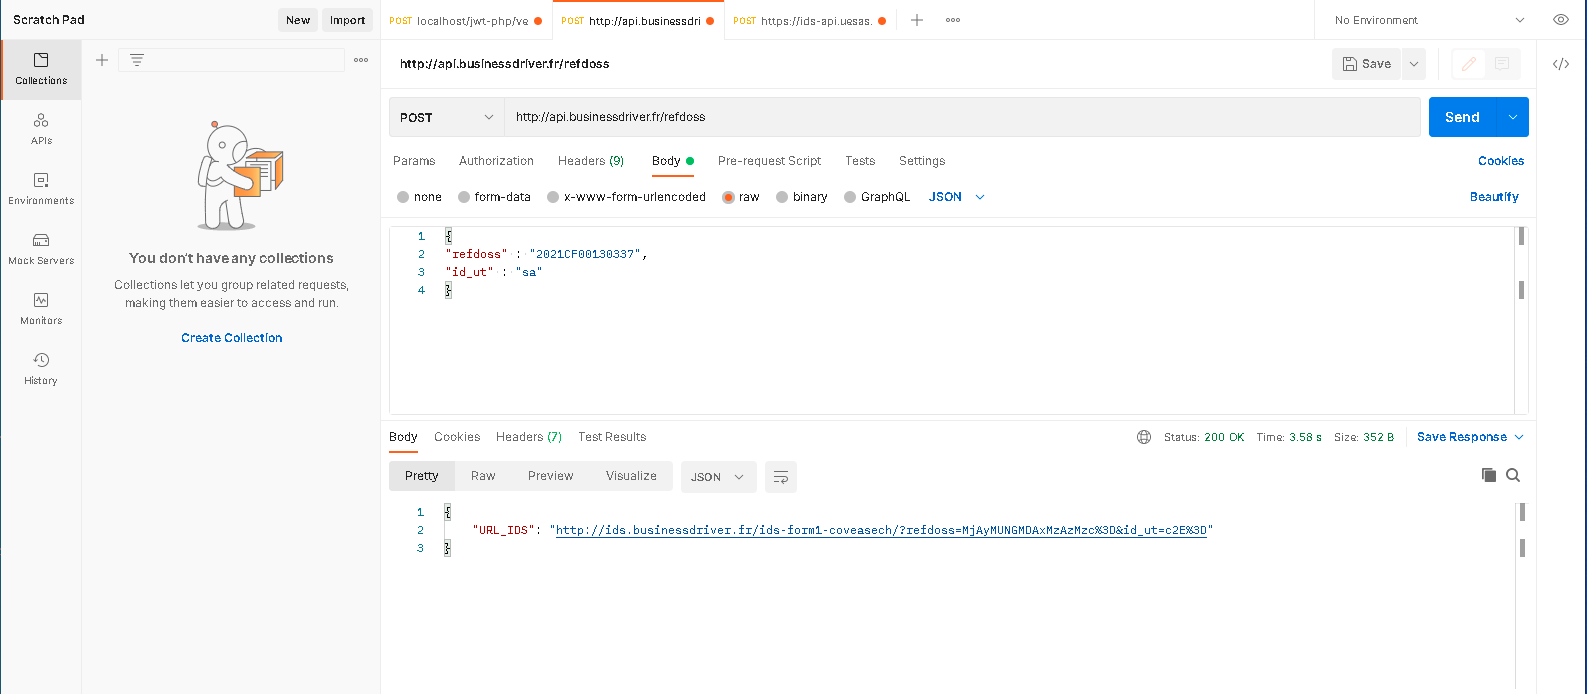 Scratch Pad
New
Import
POST localhost/jwt-php/ve
POST http://api.businessdri
POST https://ids-api.uesas.
No Environment
Collections
APIs
Environments
Mock Servers
Monitors
History
You don't have any collections
Collections let you group related requests,
making them easier to access and run.
Create Collection
http://api.businessdriver.fr/refdoss
Save
POST
http://api.businessdriver.fr/refdoss
Send
Params
Authorization
Headers (9)
Body
Pre-request Script
Tests
Settings
Cookies
none
form-data
x-www-form-urlencoded
raw
binary
GraphQL
JSON
Beautify
1 {
2 "refdoss" : "2021CF00130337",
3 "id_ut" : "sa"
4 }
Body
Cookies
Headers (7)
Test Results
Status: 200 OK
Time: 3.58 s
Size: 352 B
Save Response
Pretty
Raw
Preview
Visualize
JSON
1 {
2 "URL_IDS": "http://ids.businessdriver.fr/ids-form1-coveasech/?refdoss=MjAyMUNGMDAxMzAzMzc%3D&id_ut=c2E%3D"
3 }